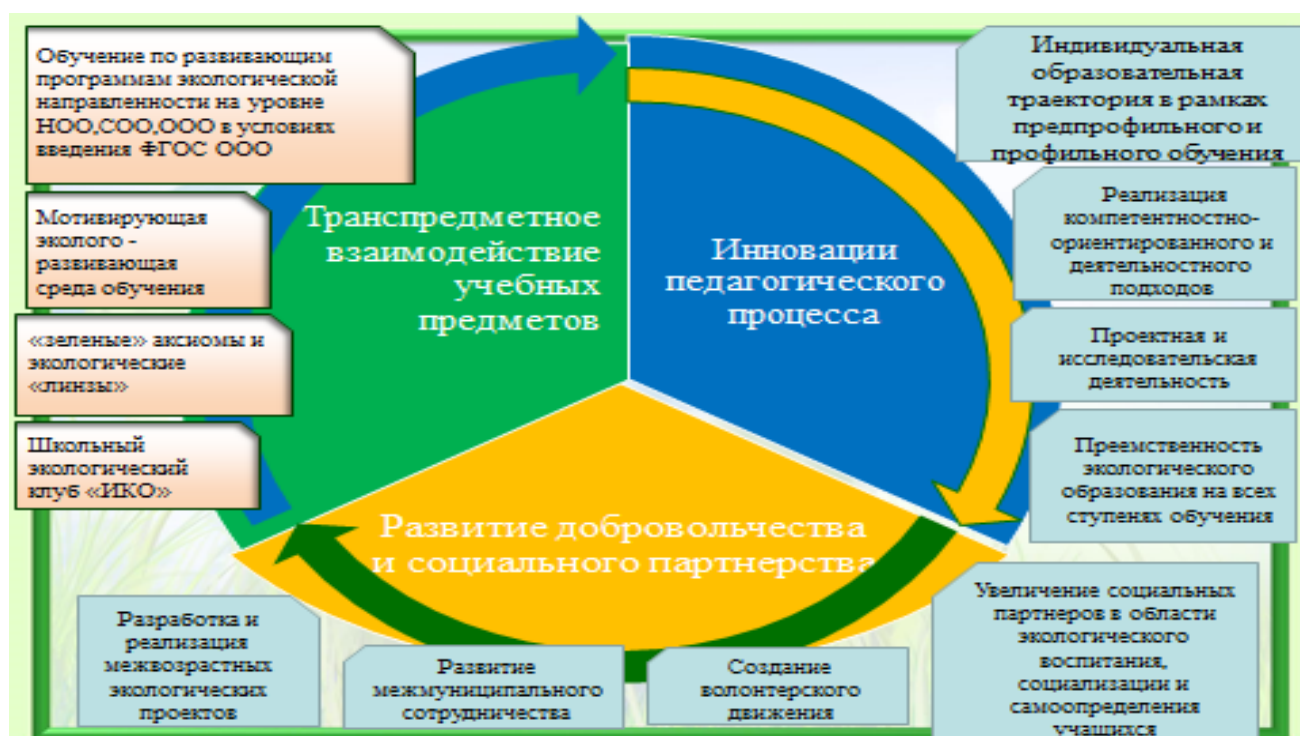 Обучение по развивающим
программам экологической
направленности на уровне
НОО,СОО,ООО в условиях
введения ФГОС ООО
Мотивирующая
эколого -
развивающая
среда обучения
«зеленые» аксиомы и
экологические
«линзы»
Школьный
экологический
клуб «ИКО»
Транспредметное
взаимодействие
учебных
предметов
Инновации
педагогического
процесса
Развитие добровольчества
и социального партнерства
Индивидуальная
образовательная
траектория в рамках
предпрофильного и
профильного обучения
Реализация
компетентностно-
ориентированного и
деятельностного
подходов
Проектная и
исследовательская
деятельность
Преемственность
экологического
образования на всех
ступенях обучения
Разработка и
реализация
межвозрастных
экологических
проектов
Развитие
межмуниципального
сотрудничества
Создание
волонтерского
движения
Увеличение социальных
партнеров в области
экологического
воспитания,
социализации и
самоопределения
учащихся